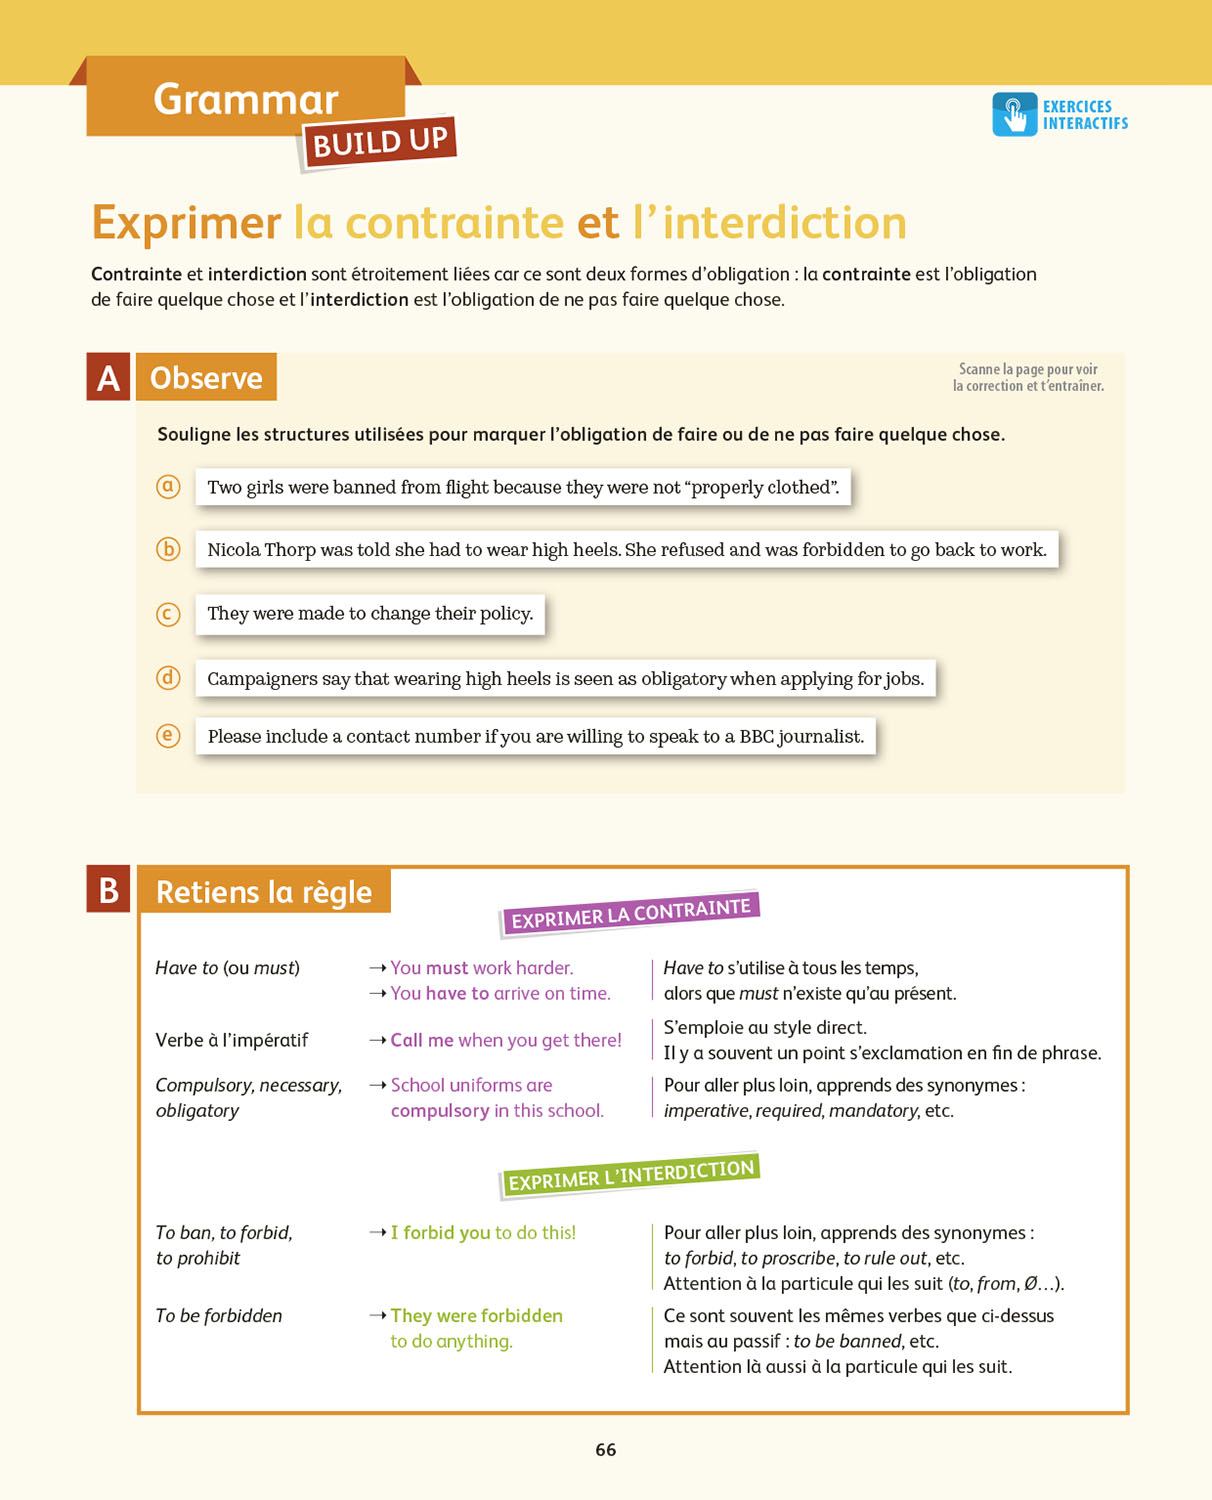 Grammar
BUILD UP
EXERCICES
INTERACTIFS
Exprimer la contrainte et l’interdiction
Contrainte et interdiction sont étroitement liées car ce sont deux formes d’obligation : la contrainte est l’obligation
de faire quelque chose et l’interdiction est l’obligation de ne pas faire quelque chose.
A Observe
Scanne la page pour voir
la correction et t’entraîner.
Souligne les structures utilisées pour marquer l’obligation de faire ou de ne pas faire quelque chose.
a Two girls were banned from flight because they were not “properly clothed”.
b Nicola Thorp was told she had to wear high heels. She refused and was forbidden to go back to work.
c They were made to change their policy.
d Campaigners say that wearing high heels is seen as obligatory when applying for jobs.
e Please include a contact number if you are willing to speak to a BBC journalist.
B Retiens la règle
EXPRIMER LA CONTRAINTE
Have to (ou must) → You must work harder. Have to s’utilise à tous les temps,
→ You have to arrive on time. alors que must n’existe qu’au présent.
S’emploie au style direct.
Verbe à l’impératif → Call me when you get there!
Il y a souvent un point s’exclamation en fin de phrase.
Compulsory, necessary, → School uniforms are Pour aller plus loin, apprends des synonymes :
obligatory compulsory in this school. imperative, required, mandatory, etc.
EXPRIMER L’INTERDICTION
To ban, to forbid, → I forbid you to do this! Pour aller plus loin, apprends des synonymes :
to prohibit to forbid, to proscribe, to rule out, etc.
Attention à la particule qui les suit (to, from, Ø…).
To be forbidden → They were forbidden Ce sont souvent les mêmes verbes que ci-dessus
to do anything. mais au passif : to be banned, etc.
Attention là aussi à la particule qui les suit.
66